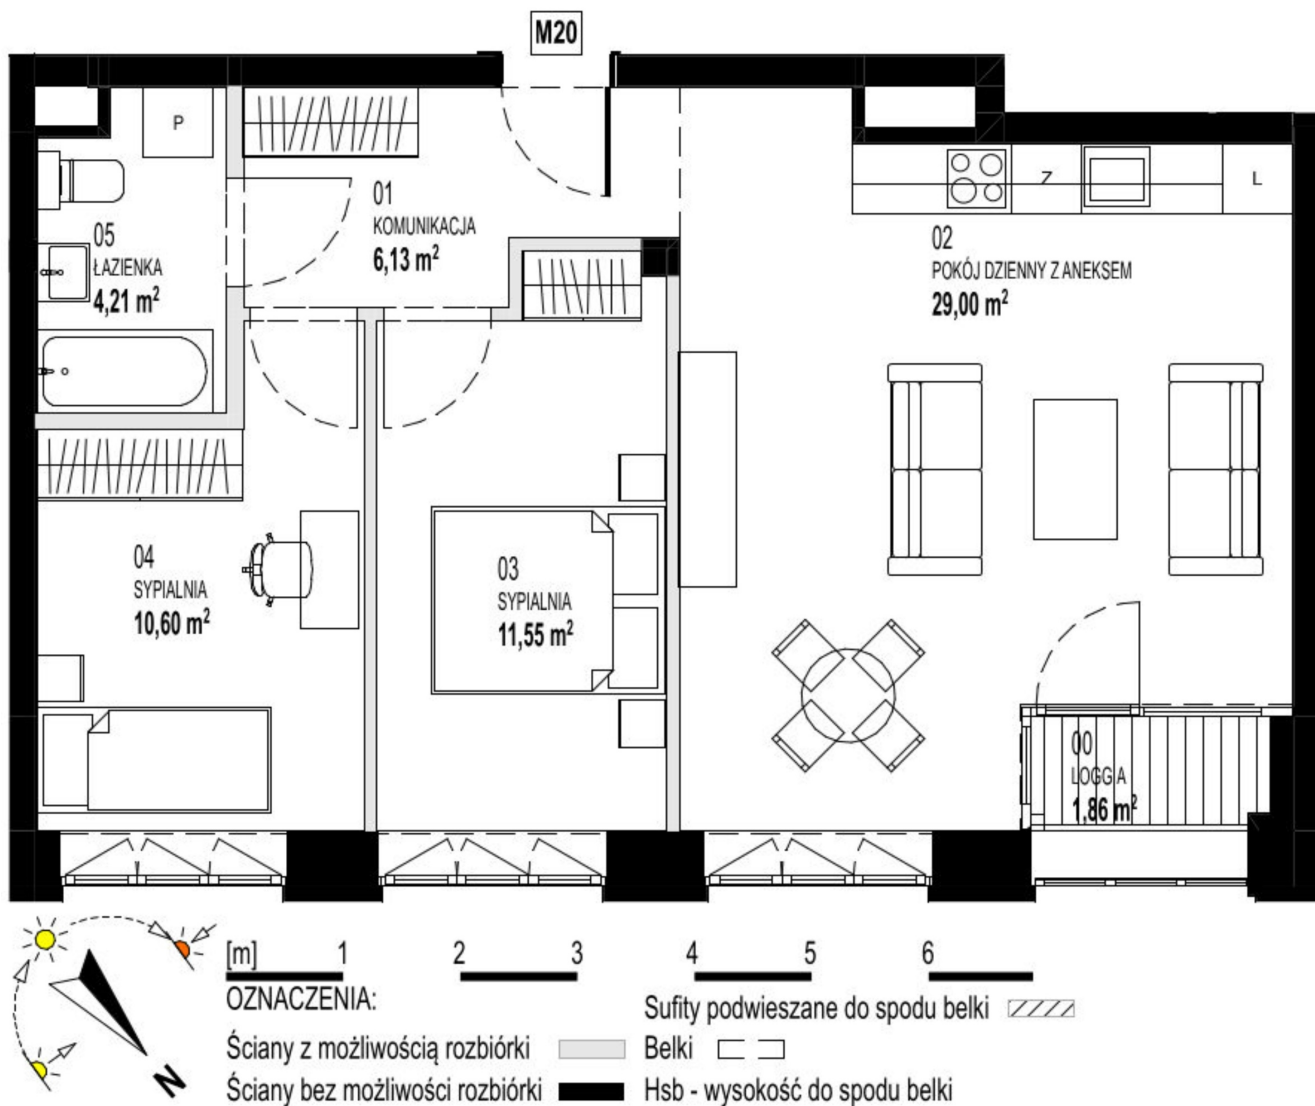 M20
P
01
KOMUNIKACJA
6,13 m²
05
ŁAZIENKA
4,21 m²
Z
L
02
POKÓJ DZIENNY Z ANEKSEM
29,00 m²
04
SYPIALNIA
10,60 m²
03
SYPIALNIA
11,55 m²
00
LOGGIA
1,86 m²
[m] 1 2 3 4 5 6
OZNACZENIA:
Sufity podwieszane do spodu belki
Ściany z możliwością rozbiórki
Belki
Ściany bez możliwości rozbiórki
Hsb - wysokość do spodu belki
N